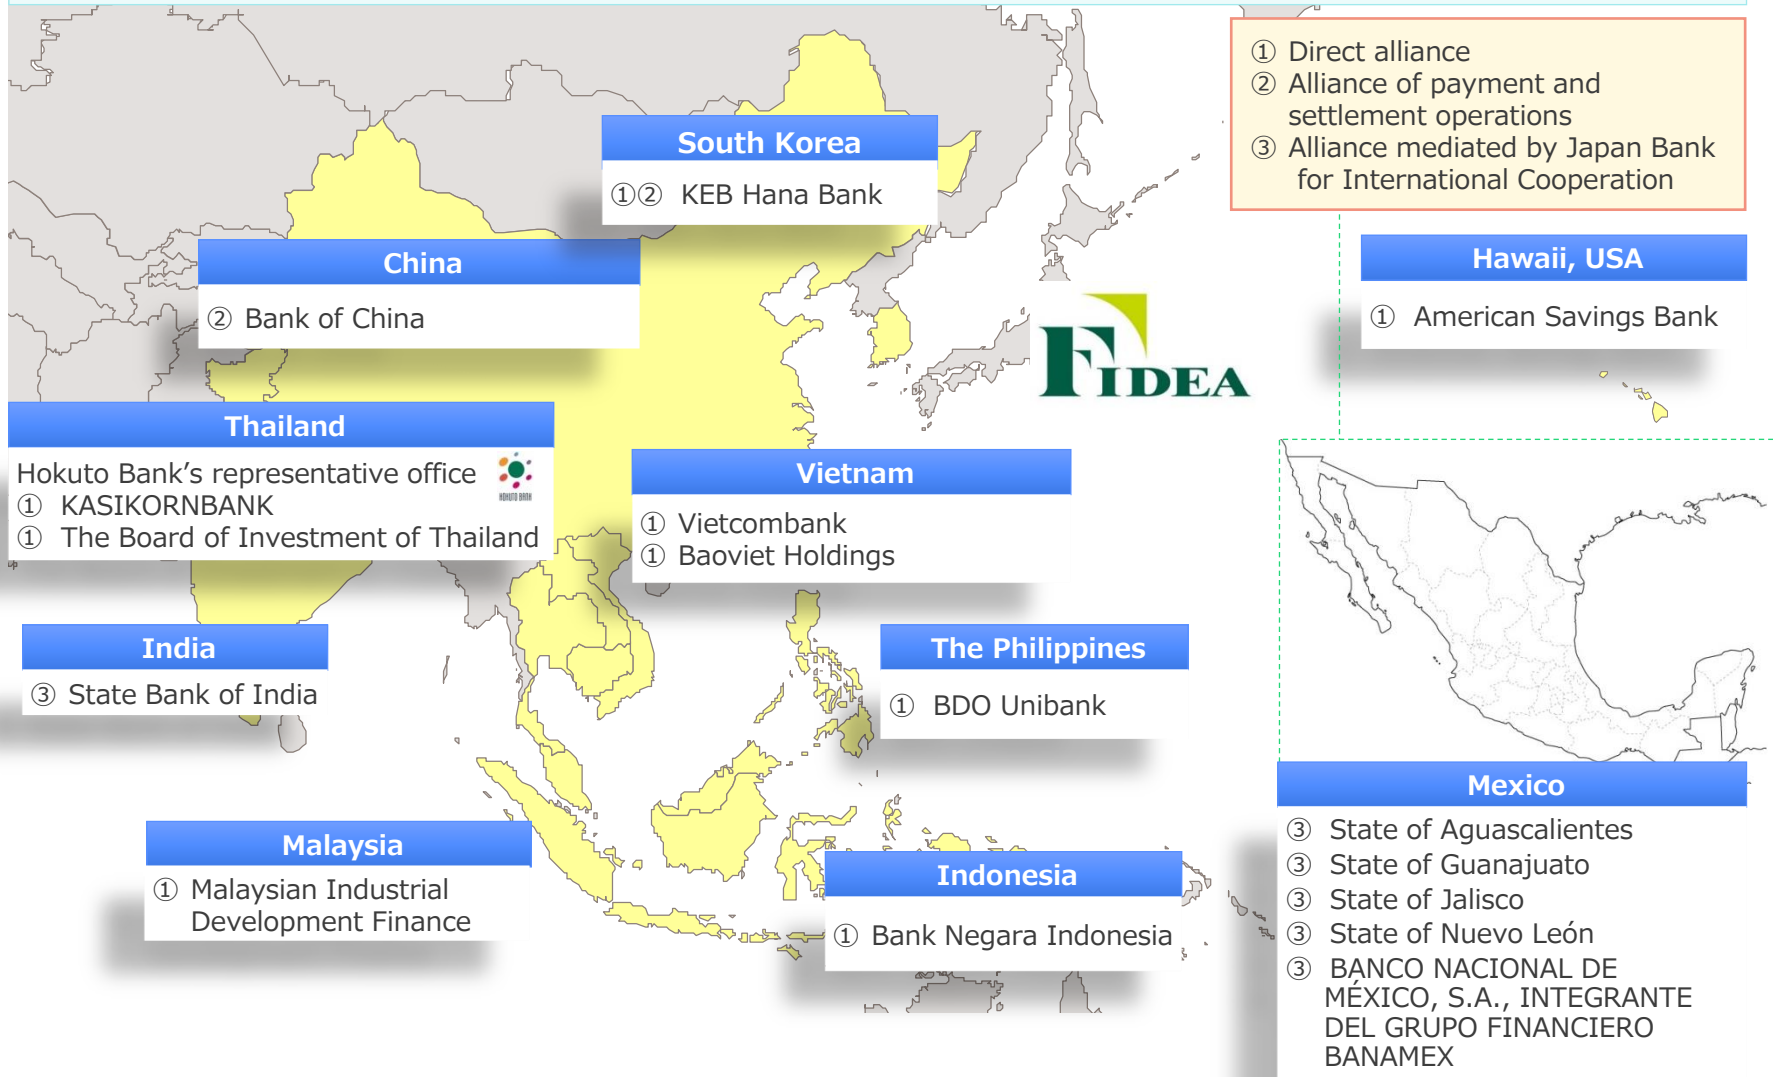 ① Direct alliance
② Alliance of payment and
settlement operations
③ Alliance mediated by Japan Bank
for International Cooperation
South Korea
①② KEB Hana Bank
China
② Bank of China
Hawaii, USA
① American Savings Bank
FIDEA
Thailand
Hokuto Bank’s representative office
HOKUTO BANK
① KASIKORNBANK
① The Board of Investment of Thailand
Vietnam
① Vietcombank
① Baoviet Holdings
India
③ State Bank of India
The Philippines
① BDO Unibank
Malaysia
① Malaysian Industrial
Development Finance
Indonesia
① Bank Negara Indonesia
Mexico
③ State of Aguascalientes
③ State of Guanajuato
③ State of Jalisco
③ State of Nuevo León
③ BANCO NACIONAL DE
MÉXICO, S.A., INTEGRANTE
DEL GRUPO FINANCIERO
BANAMEX